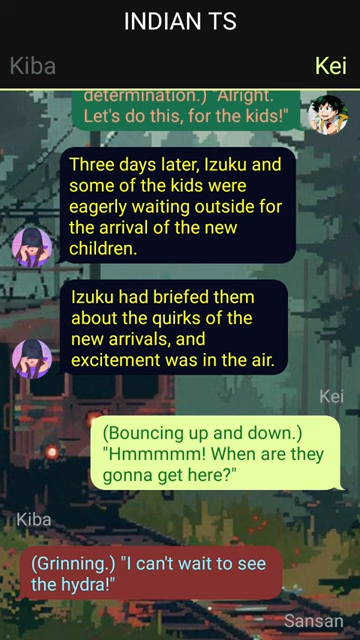 INDIAN TS
Kiba
Kei
determination.) "Alright.
Let's do this, for the kids!"
Three days later, Izuku and
some of the kids were
eagerly waiting outside for
the arrival of the new
children.
Izuku had briefed them
about the quirks of the
new arrivals, and
excitement was in the air.
Kei
(Bouncing up and down.)
"Hmmmmm! When are they
gonna get here?"
Kiba
(Grinning.) "I can't wait to see
the hydra!"
Sansan